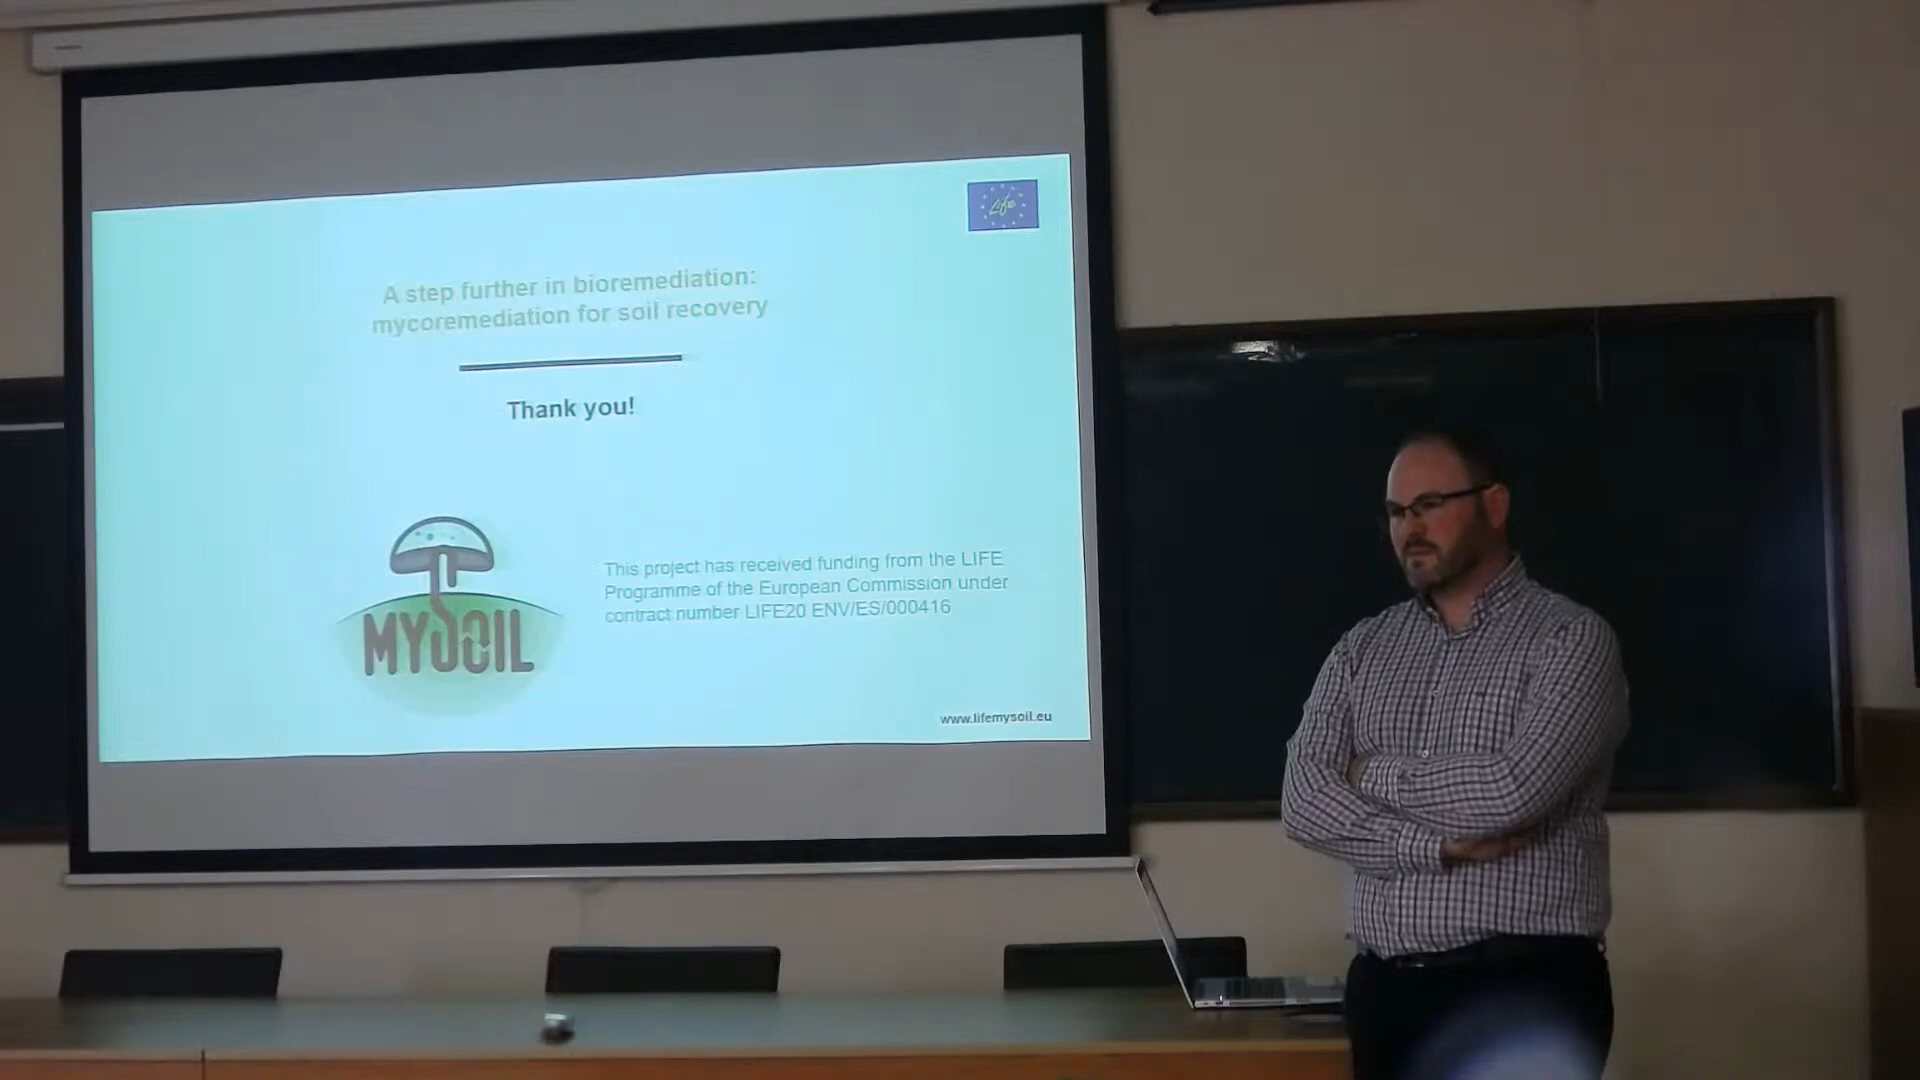 Life
A step further in bioremediation:
mycoremediation for soil recovery
Thank you!
MYSOIL
This project has received funding from the LIFE
Programme of the European Commission under
contract number LIFE20 ENV/ES/000416
www.lifemysoil.eu